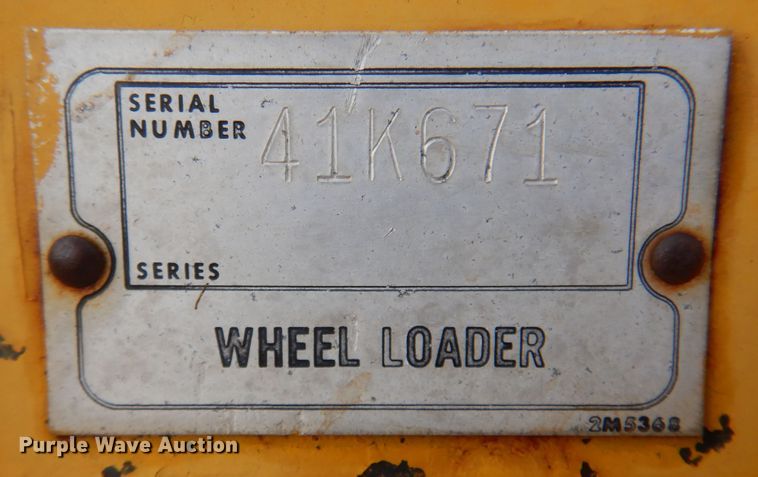 SERIAL
NUMBER 41K671
SERIES
WHEEL LOADER
2M5368
Purple Wave Auction